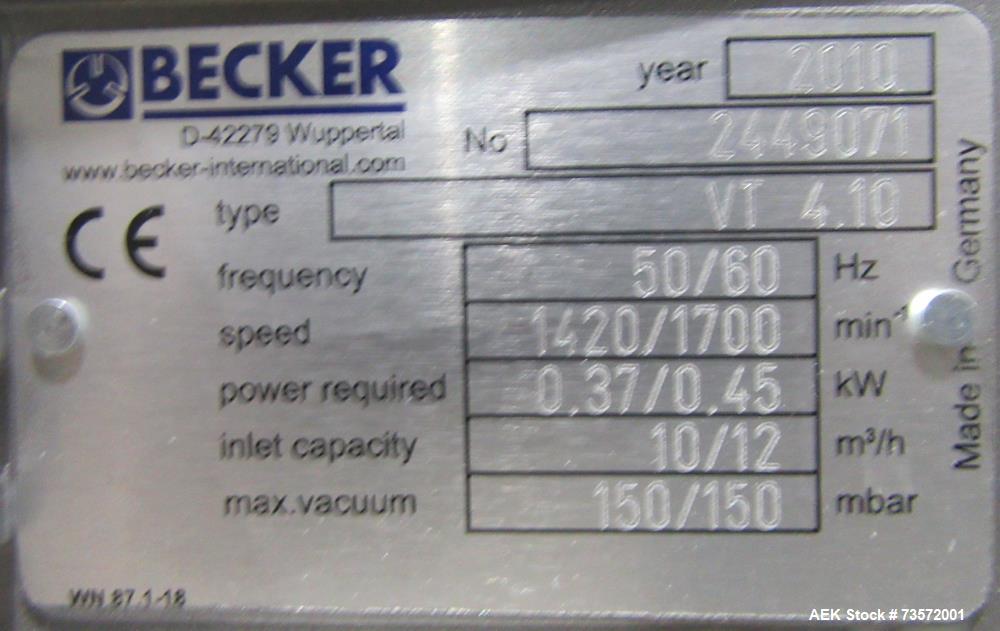 BECKER
D-42279 Wuppertal
www.becker-international.com
year 2010
No 2449071
type VT 4.10
CE
frequency 50/60 Hz
speed 1420/1700 min⁻¹
power required 0.37/0.45 kW
inlet capacity 10/12 m³/h
max.vacuum 150/150 mbar
Made in Germany
WN 87.1-18
AEK Stock #73572001